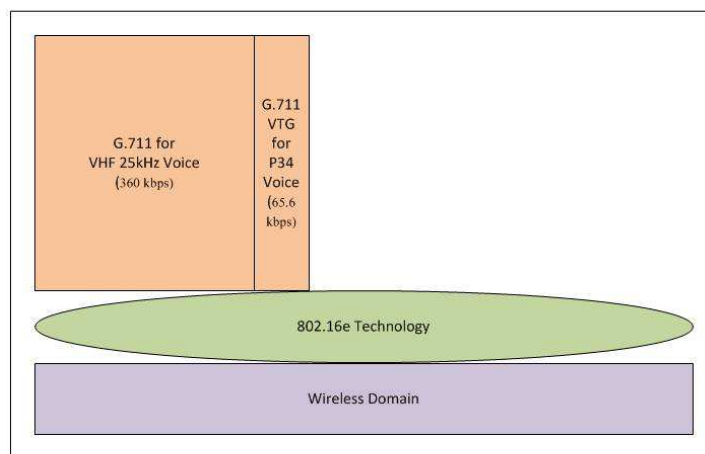 G.711 for
VHF 25kHz Voice
(360 kbps)
G.711
VTG
for
P34
Voice
(65.6
kbps)
802.16e Technology
Wireless Domain